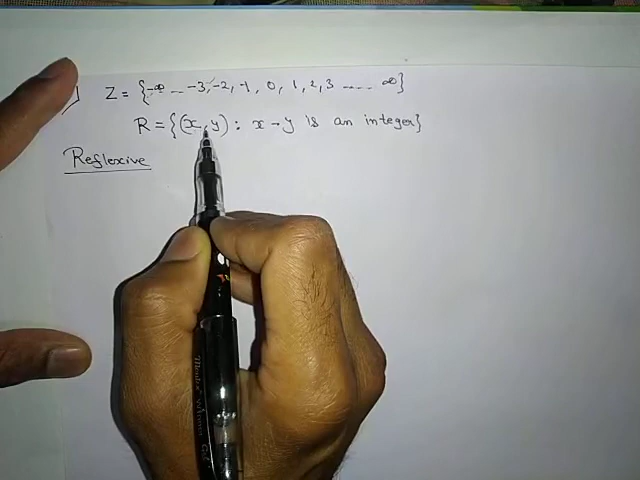 Z = {-∞ .. -3, -2, -1, 0, 1, 2, 3 .... ∞}
R = {(x, y) : x - y is an integer}
Reflexive